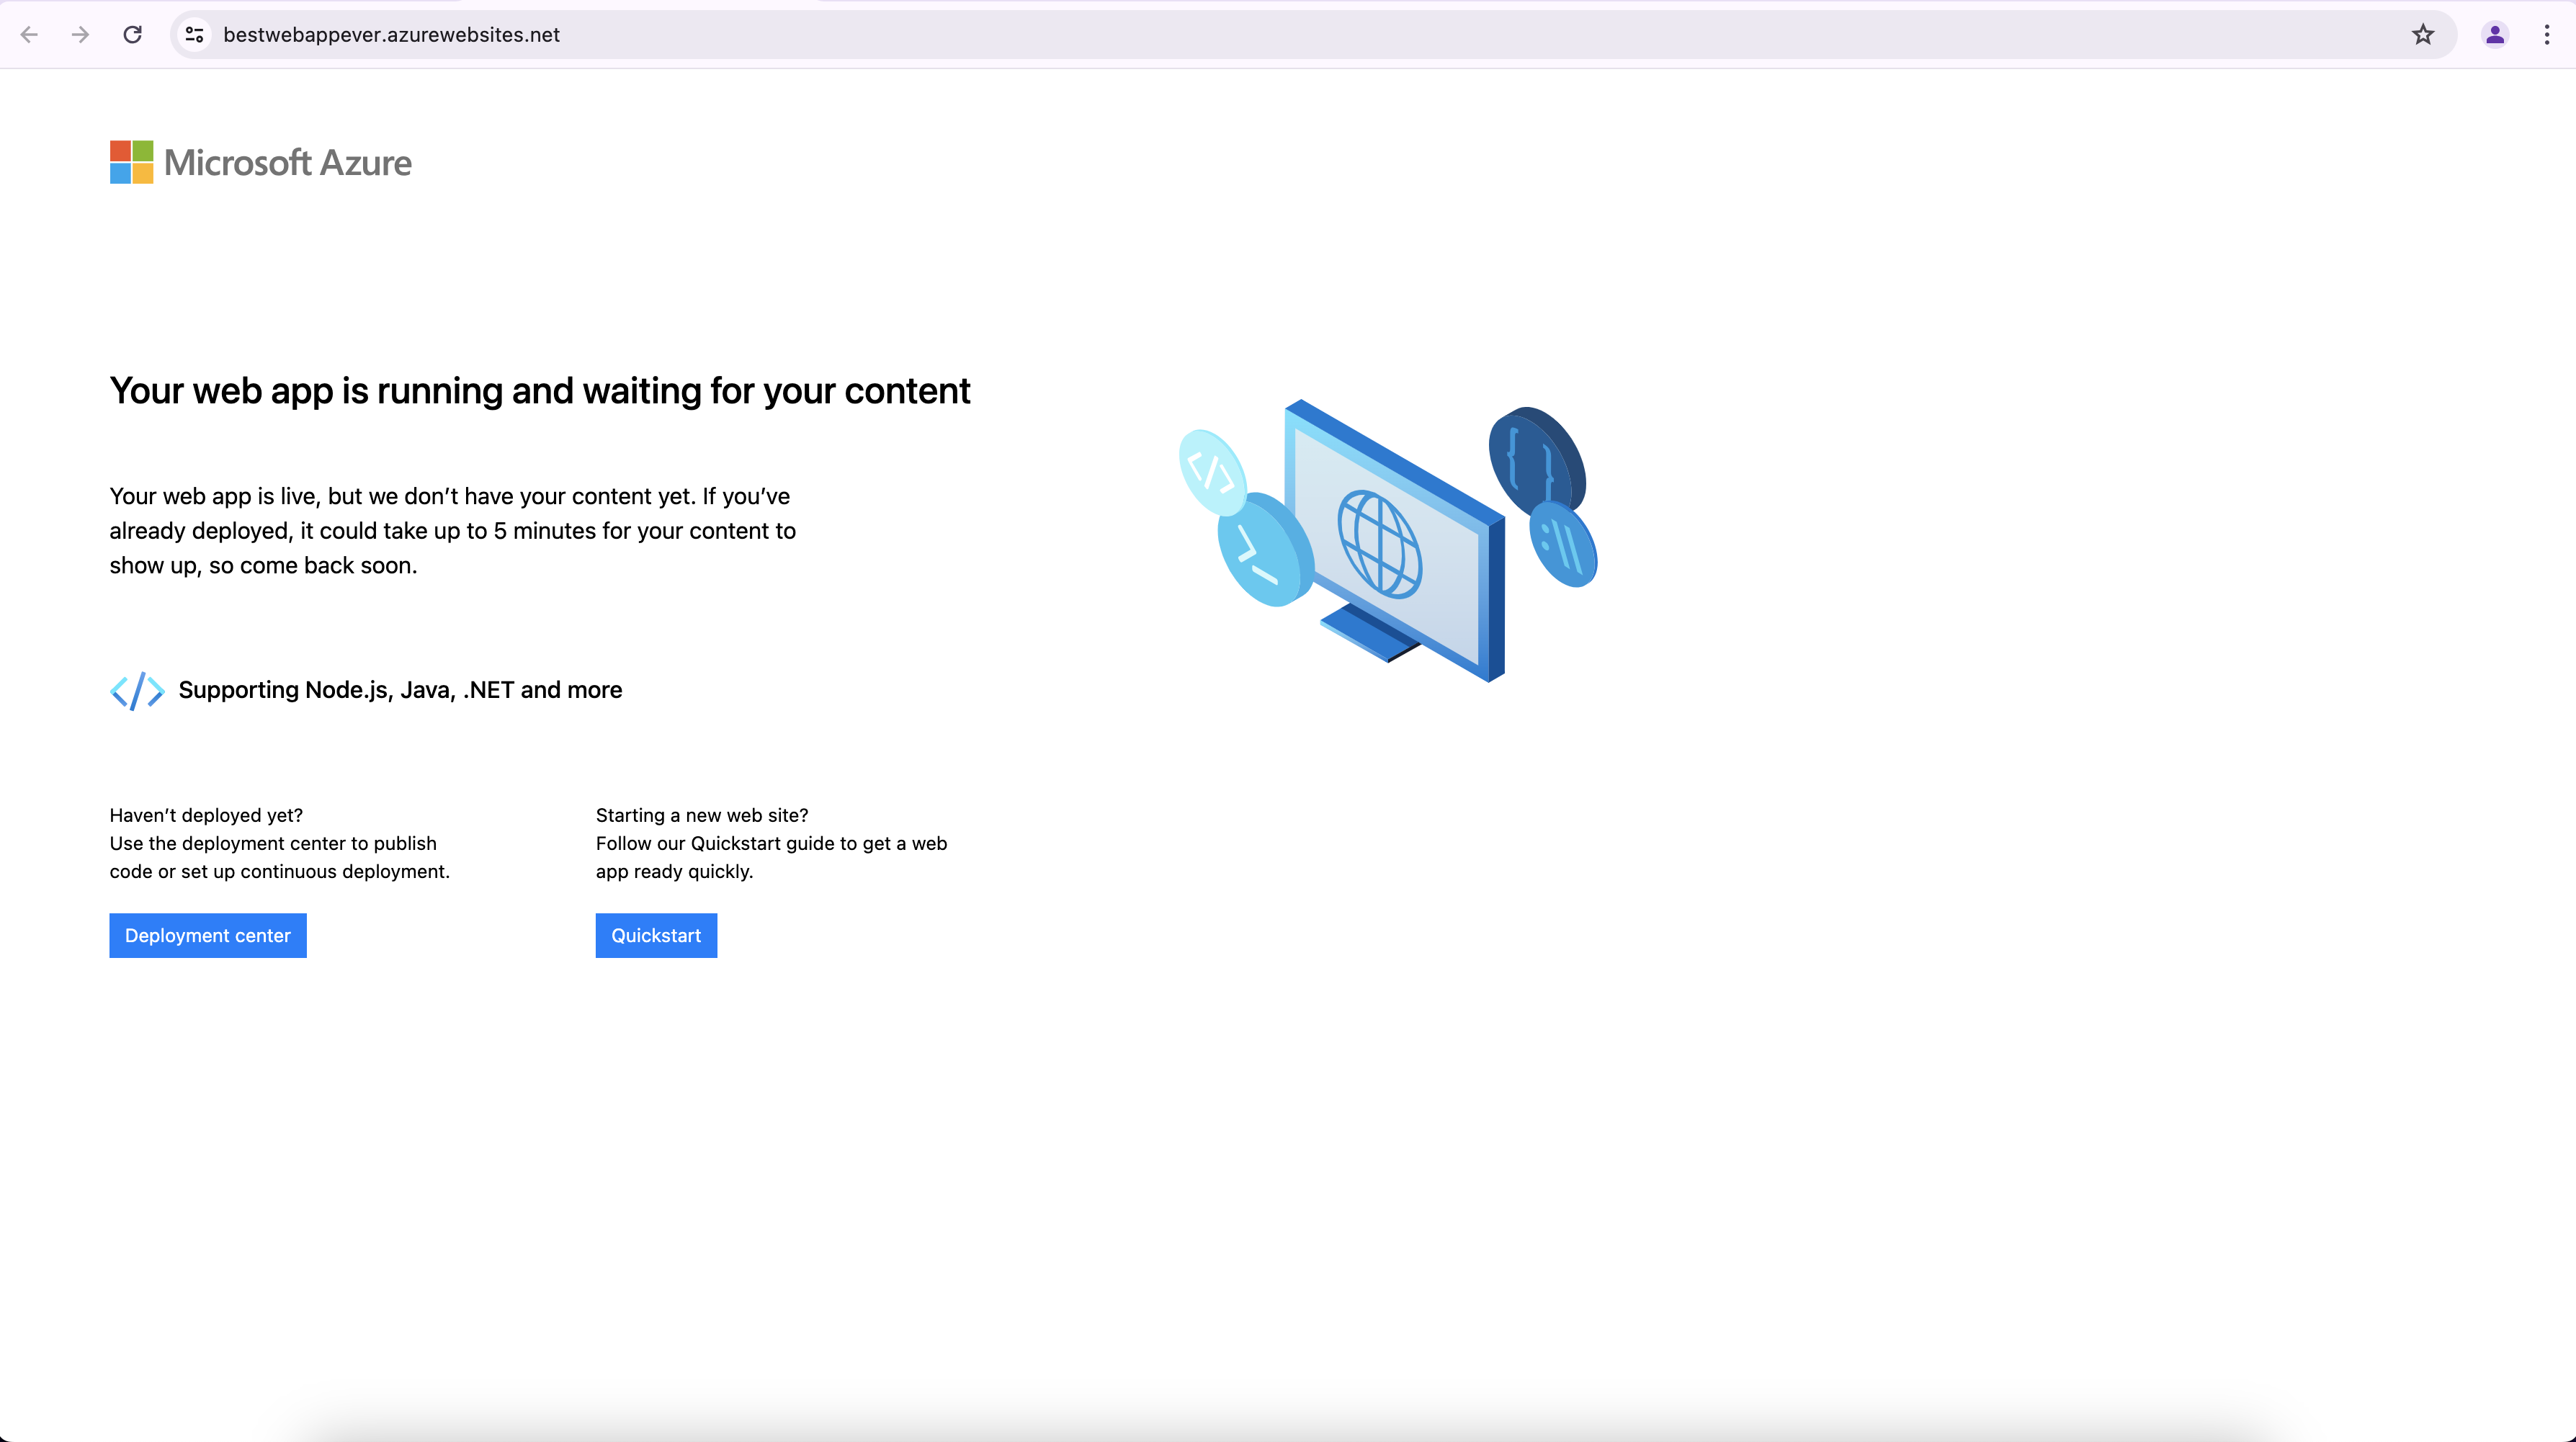 bestwebappever.azurewebsites.net
Microsoft Azure
Your web app is running and waiting for your content
Your web app is live, but we don’t have your content yet. If you’ve
already deployed, it could take up to 5 minutes for your content to
show up, so come back soon.
</> Supporting Node.js, Java, .NET and more
Haven’t deployed yet?
Use the deployment center to publish
code or set up continuous deployment.
Deployment center
Starting a new web site?
Follow our Quickstart guide to get a web
app ready quickly.
Quickstart
</>
>_
{ }
:\\